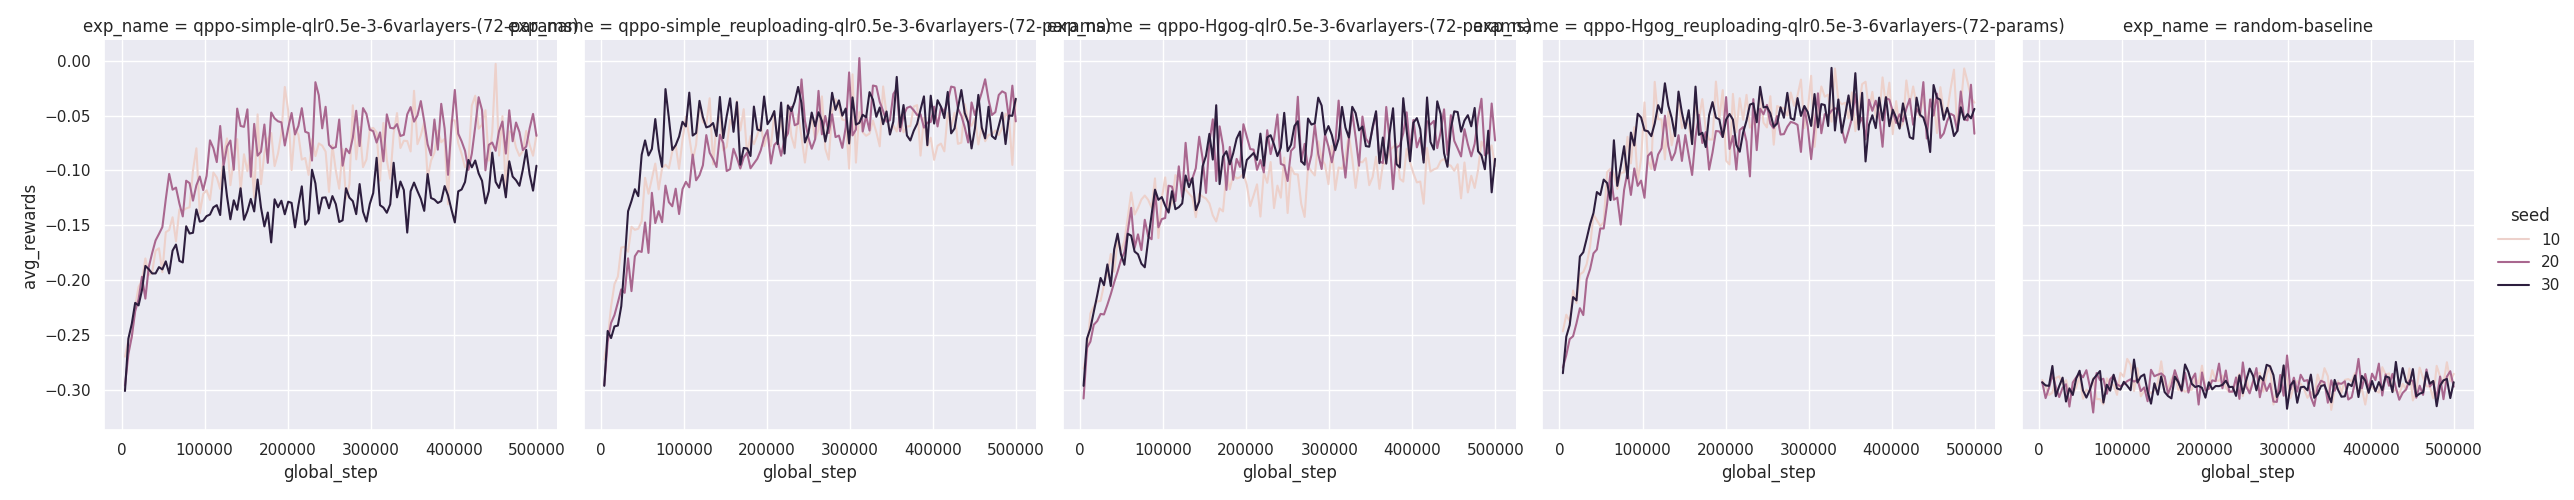 exp_name = qppo-simple-qlr0.5e-3-6varlayers-(72-params)
exp_name = qppo-simple_reuploading-qlr0.5e-3-6varlayers-(72-params)
exp_name = qppo-Hgog-qlr0.5e-3-6varlayers-(72-params)
exp_name = qppo-Hgog_reuploading-qlr0.5e-3-6varlayers-(72-params)
exp_name = random-baseline
avg_rewards
0.00
−0.05
−0.10
−0.15
−0.20
−0.25
−0.30
0 100000 200000 300000 400000 500000
0 100000 200000 300000 400000 500000
0 100000 200000 300000 400000 500000
0 100000 200000 300000 400000 500000
0 100000 200000 300000 400000 500000
global_step
global_step
global_step
global_step
global_step
seed
10
20
30